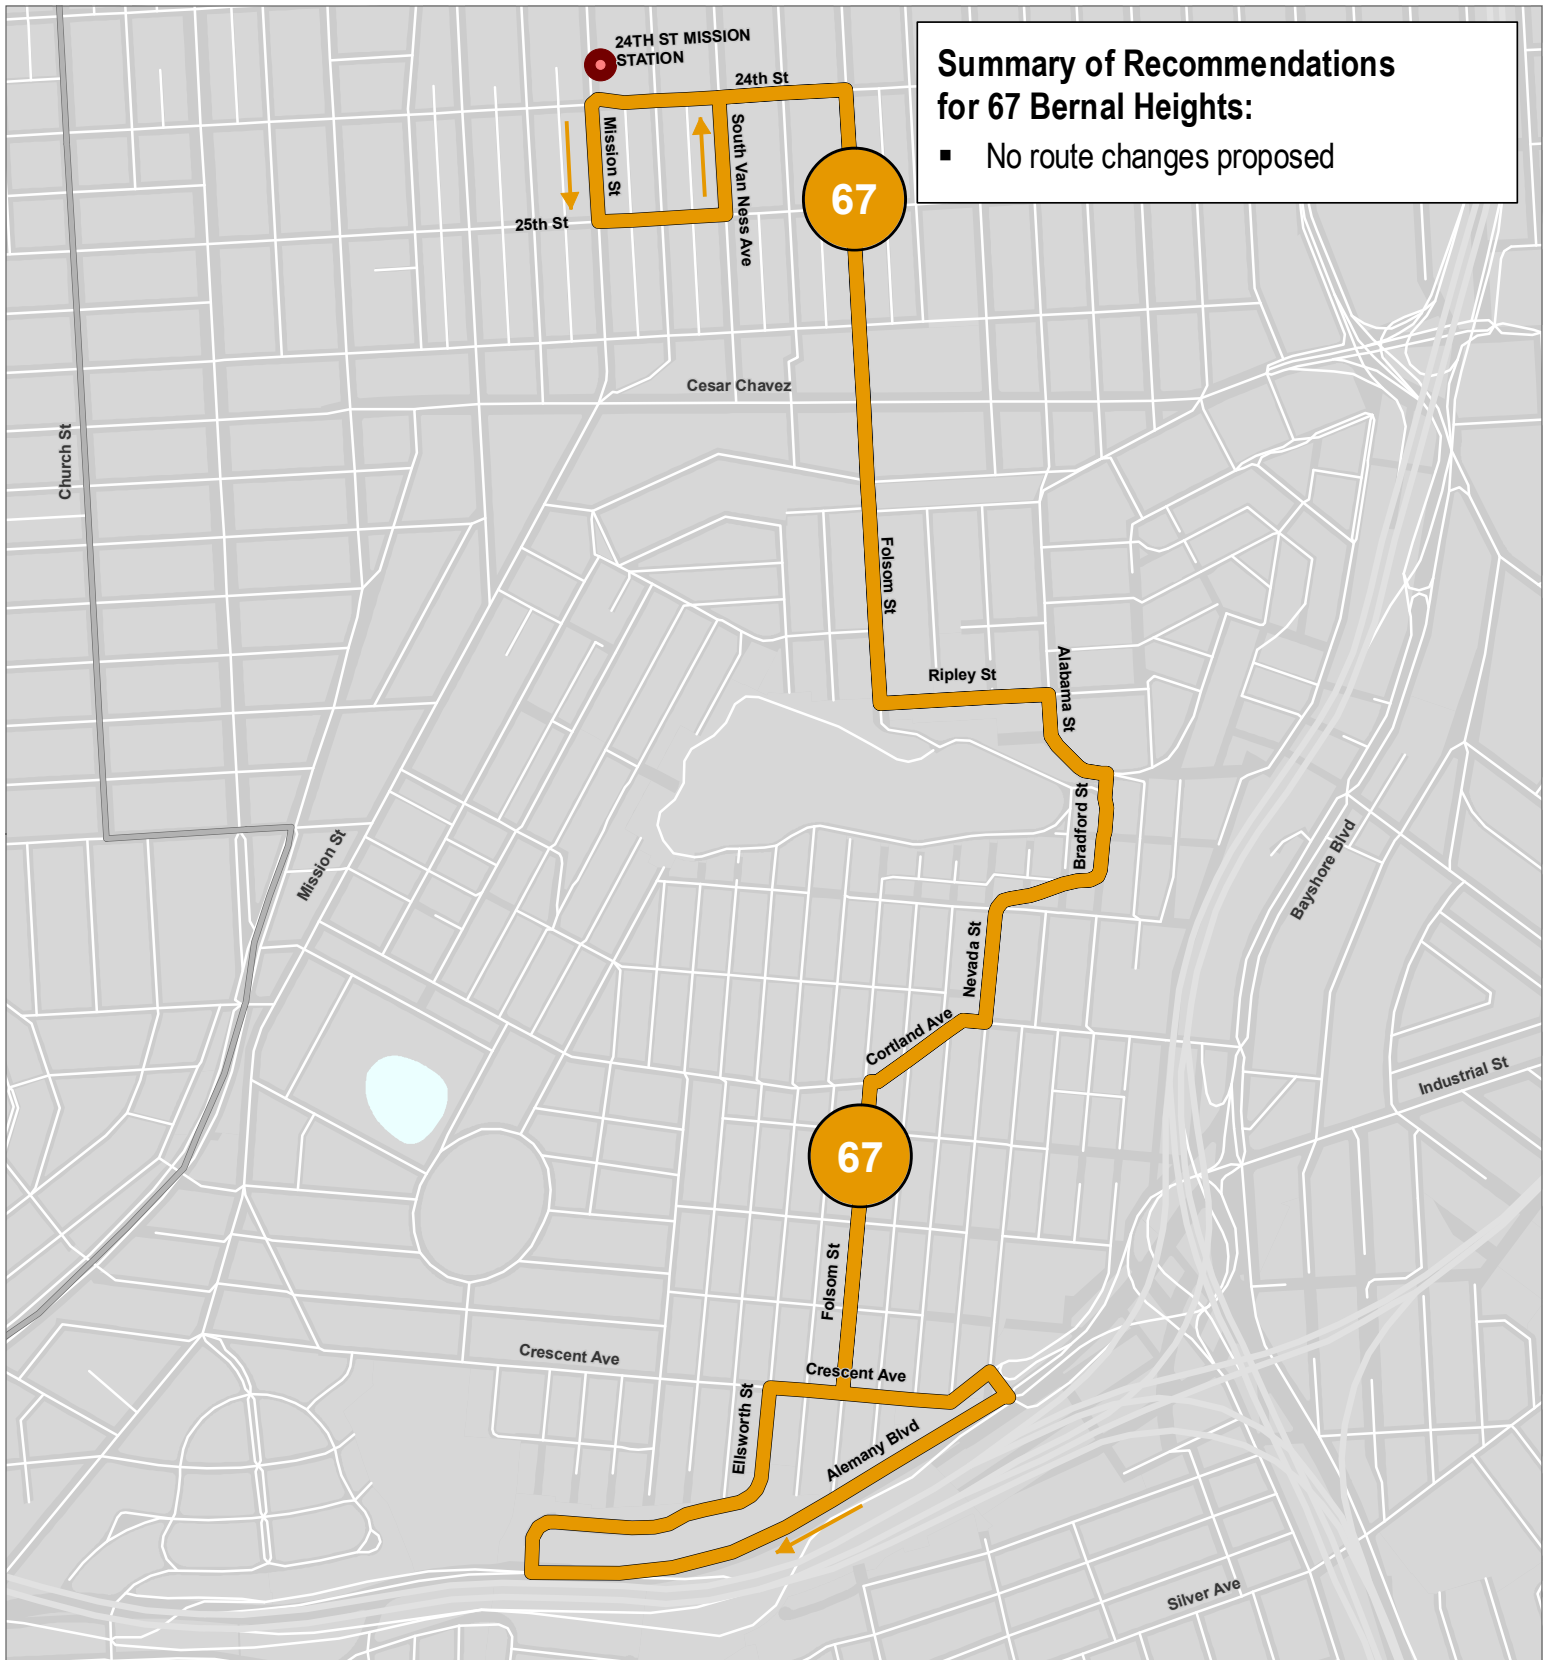 24TH ST MISSION
STATION
Summary of Recommendations
for 67 Bernal Heights:
▪ No route changes proposed
24th St
Mission St
South Van Ness Ave
25th St
67
Cesar Chavez
Church St
Folsom St
Ripley St
Alabama St
Bradford St
Mission St
Bayshore Blvd
Nevada St
Cortland Ave
Industrial St
67
Folsom St
Crescent Ave
Crescent Ave
Ellsworth St
Alemany Blvd
Silver Ave